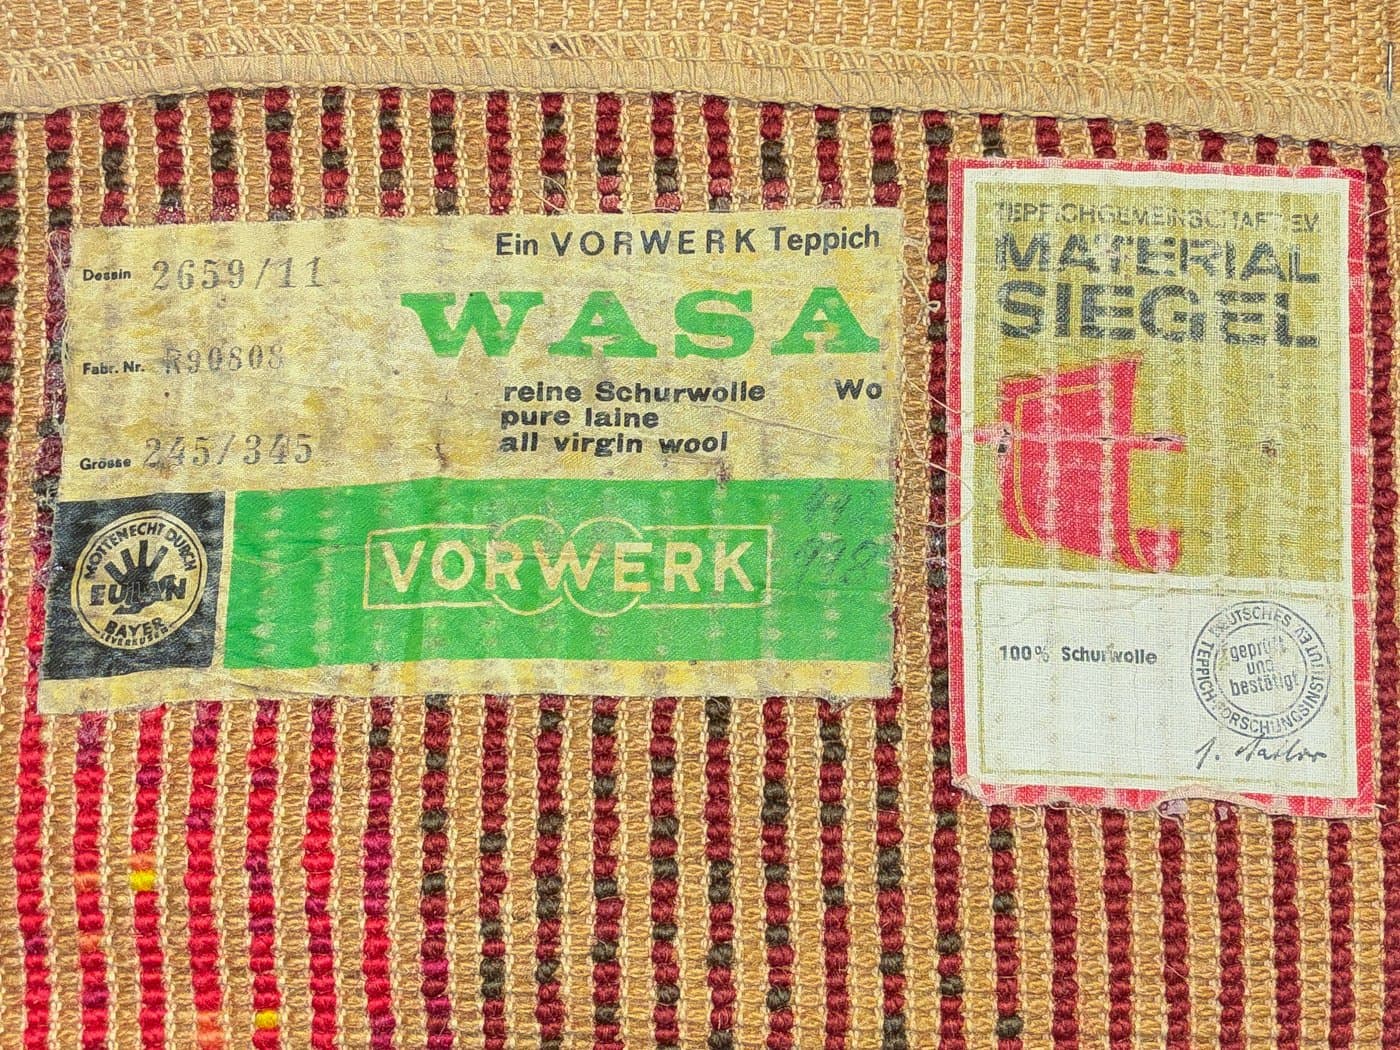 Ein VORWERK Teppich
Dessin 2659/11
WASA
Fabr. Nr. R90808
reine Schurwolle Wo
pure laine
all virgin wool
Grösse 245/345
VORWERK
MOTTENECHT DURCH
EULAN
BAYER
LEVERKUSEN
TEPPICHGEMEINSCHAFT E.V.
MATERIAL
SIEGEL
100% Schurwolle
DEUTSCHES TEPPICH-FORSCHUNGSINSTITUT E.V.
geprüft
und
bestätigt